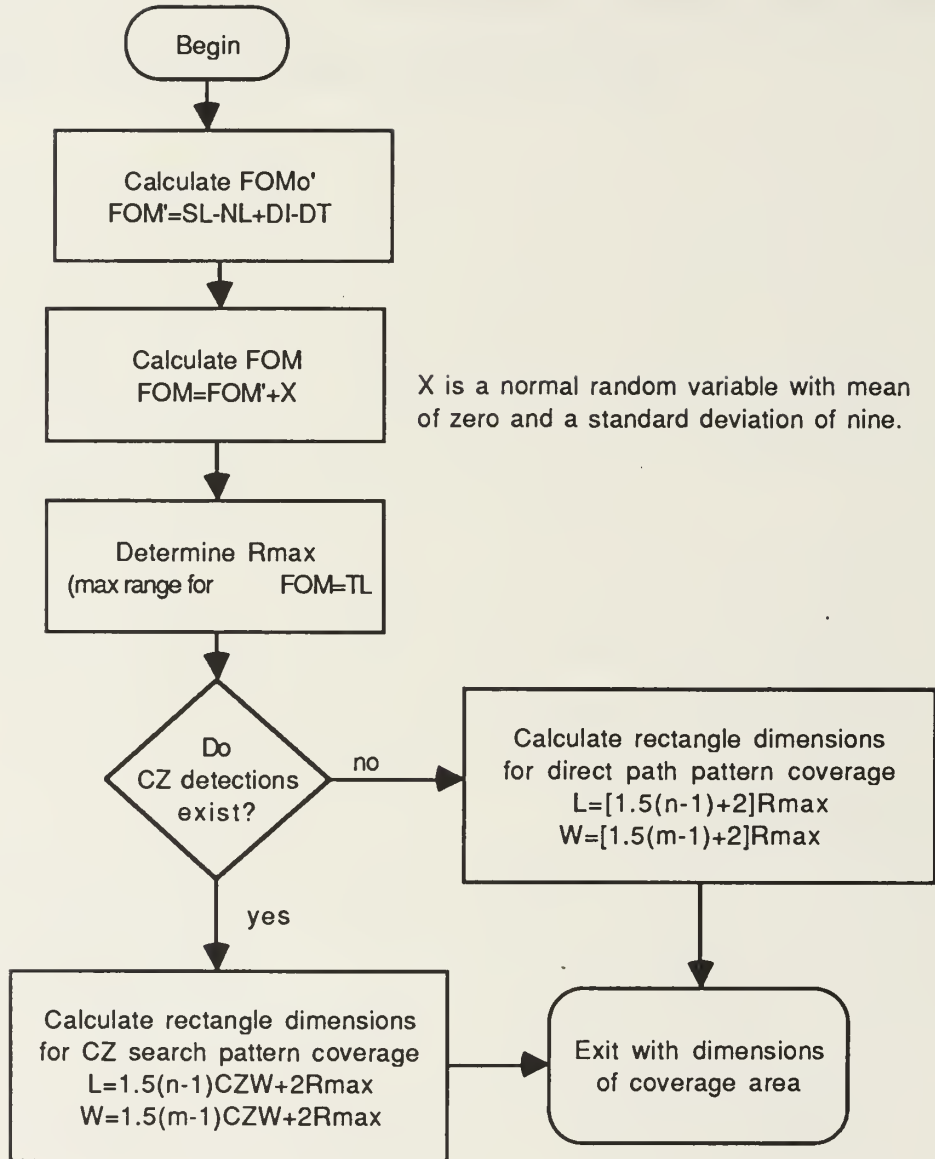 Begin
Calculate FOMo'
FOM'=SL-NL+DI-DT
Calculate FOM
FOM=FOM'+X
X is a normal random variable with mean
of zero and a standard deviation of nine.
Determine Rmax
(max range for FOM=TL
Do
CZ detections
exist?
no
Calculate rectangle dimensions
for direct path pattern coverage
L=[1.5(n-1)+2]Rmax
W=[1.5(m-1)+2]Rmax
yes
Calculate rectangle dimensions
for CZ search pattern coverage
L=1.5(n-1)CZW+2Rmax
W=1.5(m-1)CZW+2Rmax
Exit with dimensions
of coverage area